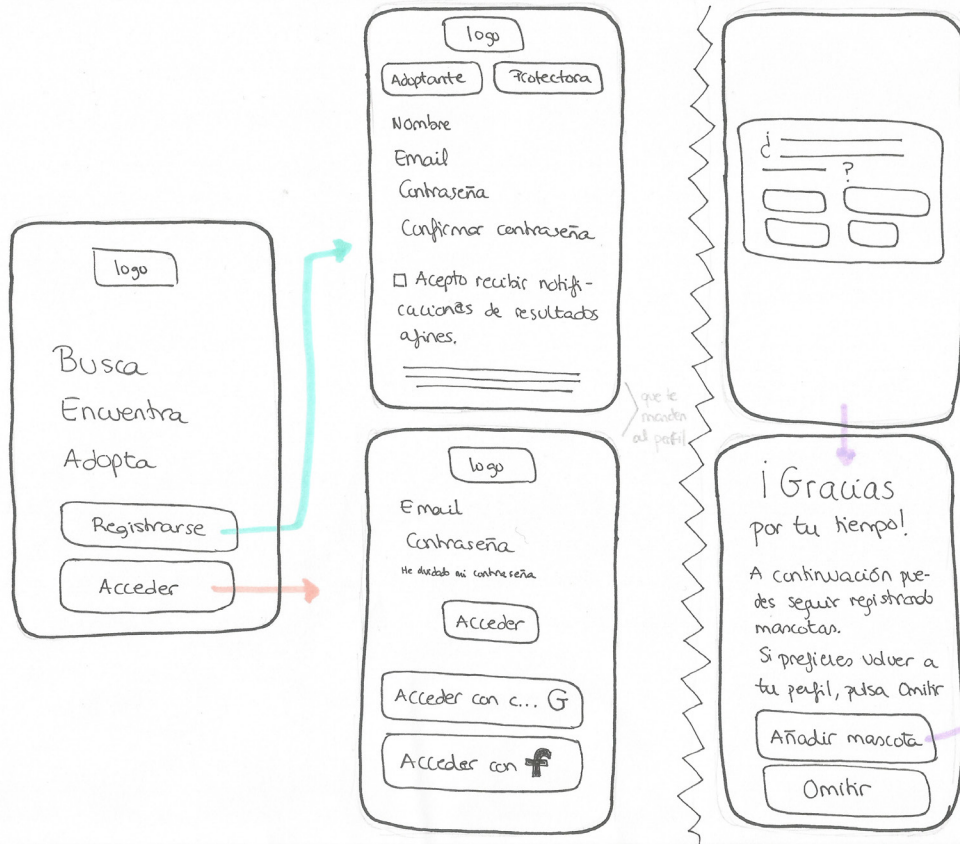 logo
Busca
Encuentra
Adopta
Registrarse
Acceder
logo
Adoptante
Protectora
Nombre
Email
Contraseña
Confirmar contraseña
Acepto recibir notifi-
cacionas de resultados
afines.
que te
manden
al perfil
logo
Email
Contraseña
He olvidado mi contraseña
Acceder
Acceder con c... G
Acceder con f
¿
?
¡Gracias
por tu tiempo!
A continuación pue-
des seguir registrando
mascotas.
Si prefieres volver a
tu perfil, pulsa Omitir
Añadir mascota
Omitir